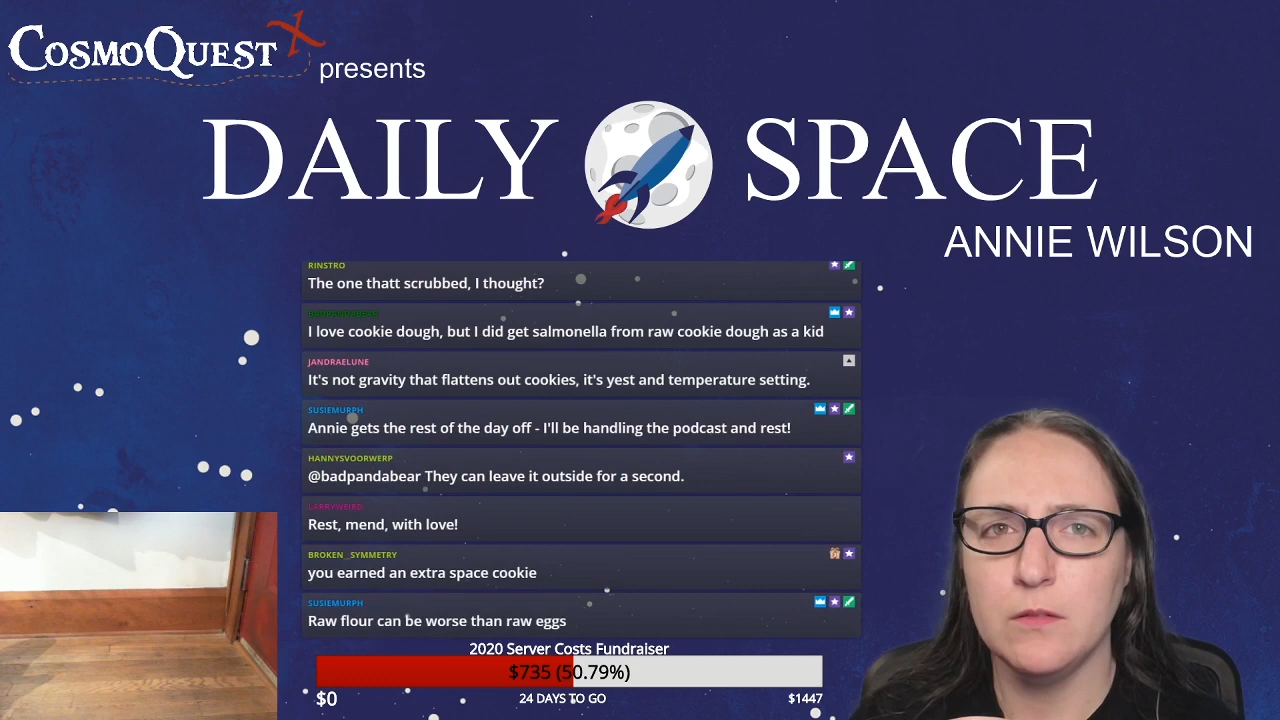 COSMOQUESTX
presents
DAILY SPACE
ANNIE WILSON
RINSTRO
The one thatt scrubbed, I thought?
BADPANDABEAR
I love cookie dough, but I did get salmonella from raw cookie dough as a kid
JANDRAELUNE
It's not gravity that flattens out cookies, it's yest and temperature setting.
SUSIEMURPH
Annie gets the rest of the day off - I'll be handling the podcast and rest!
HANNYSVOORWERP
@badpandabear They can leave it outside for a second.
LARRYWEIRD
Rest, mend, with love!
BROKEN_SYMMETRY
you earned an extra space cookie
SUSIEMURPH
Raw flour can be worse than raw eggs
2020 Server Costs Fundraiser
$735 (50.79%)
$0 24 DAYS TO GO $1447